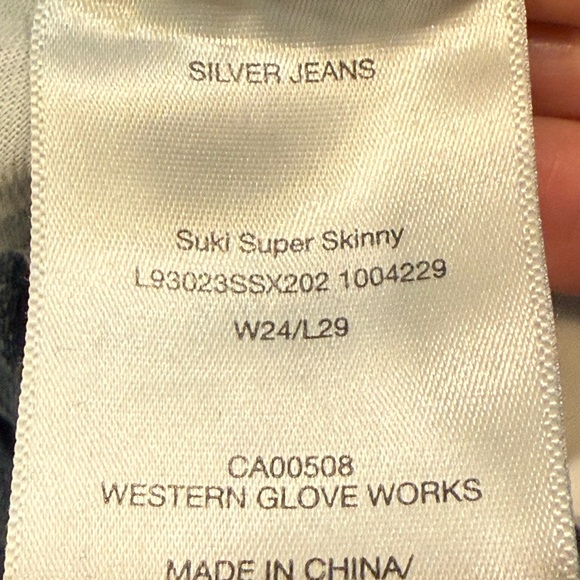 SILVER JEANS
Suki Super Skinny
L93023SSX202 1004229
W24/L29
CA00508
WESTERN GLOVE WORKS
MADE IN CHINA/